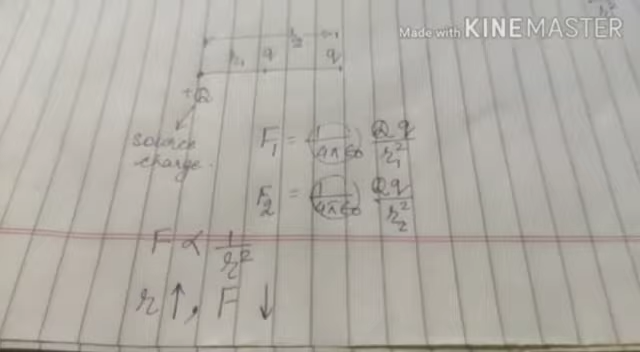 Made with KINEMASTER
r₂
r₁ q q
+Q
source
charge.
F₁ = 1/4πε₀ Qq/r₁²
F₂ = 1/4πε₀ Qq/r₂²
F ∝ 1/r²
r ↑, F ↓